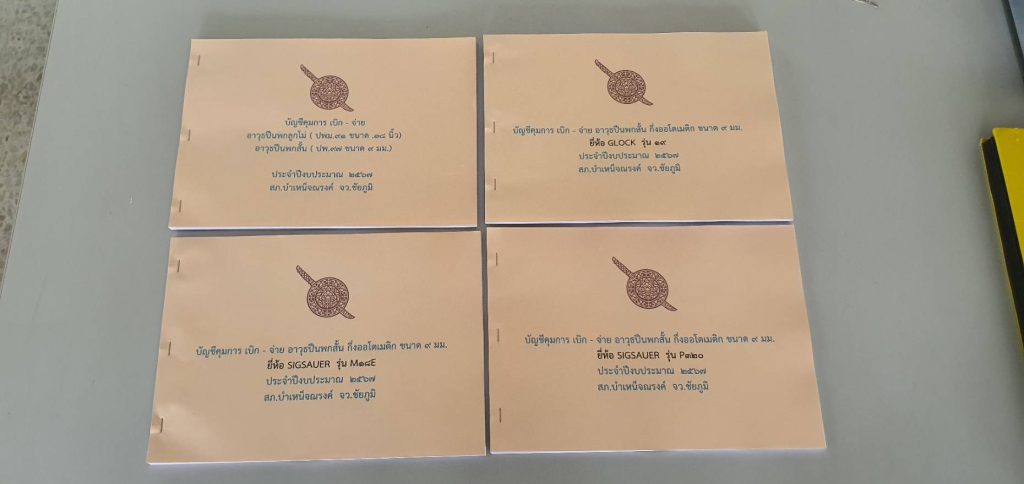 บัญชีคุมการ เบิก - จ่าย
อาวุธปืนพกลูกโม่ ( ปพม.๙๑ ขนาด .๓๘ นิ้ว)
อาวุธปืนพกสั้น ( ปพ.๙๗ ขนาด ๙ มม.)
ประจำปีงบประมาณ ๒๕๖๗
สภ.บำเหน็จณรงค์ จว.ชัยภูมิ
บัญชีคุมการ เบิก - จ่าย อาวุธปืนพกสั้น กึ่งออโตเมติก ขนาด ๙ มม.
ยี่ห้อ GLOCK รุ่น ๑๙
ประจำปีงบประมาณ ๒๕๖๗
สภ.บำเหน็จณรงค์ จว.ชัยภูมิ
บัญชีคุมการ เบิก - จ่าย อาวุธปืนพกสั้น กึ่งออโตเมติก ขนาด ๙ มม.
ยี่ห้อ SIGSAUER รุ่น M๑๘E
ประจำปีงบประมาณ ๒๕๖๗
สภ.บำเหน็จณรงค์ จว.ชัยภูมิ
บัญชีคุมการ เบิก - จ่าย อาวุธปืนพกสั้น กึ่งออโตเมติก ขนาด ๙ มม.
ยี่ห้อ SIGSAUER รุ่น P๓๒๐
ประจำปีงบประมาณ ๒๕๖๗
สภ.บำเหน็จณรงค์ จว.ชัยภูมิ